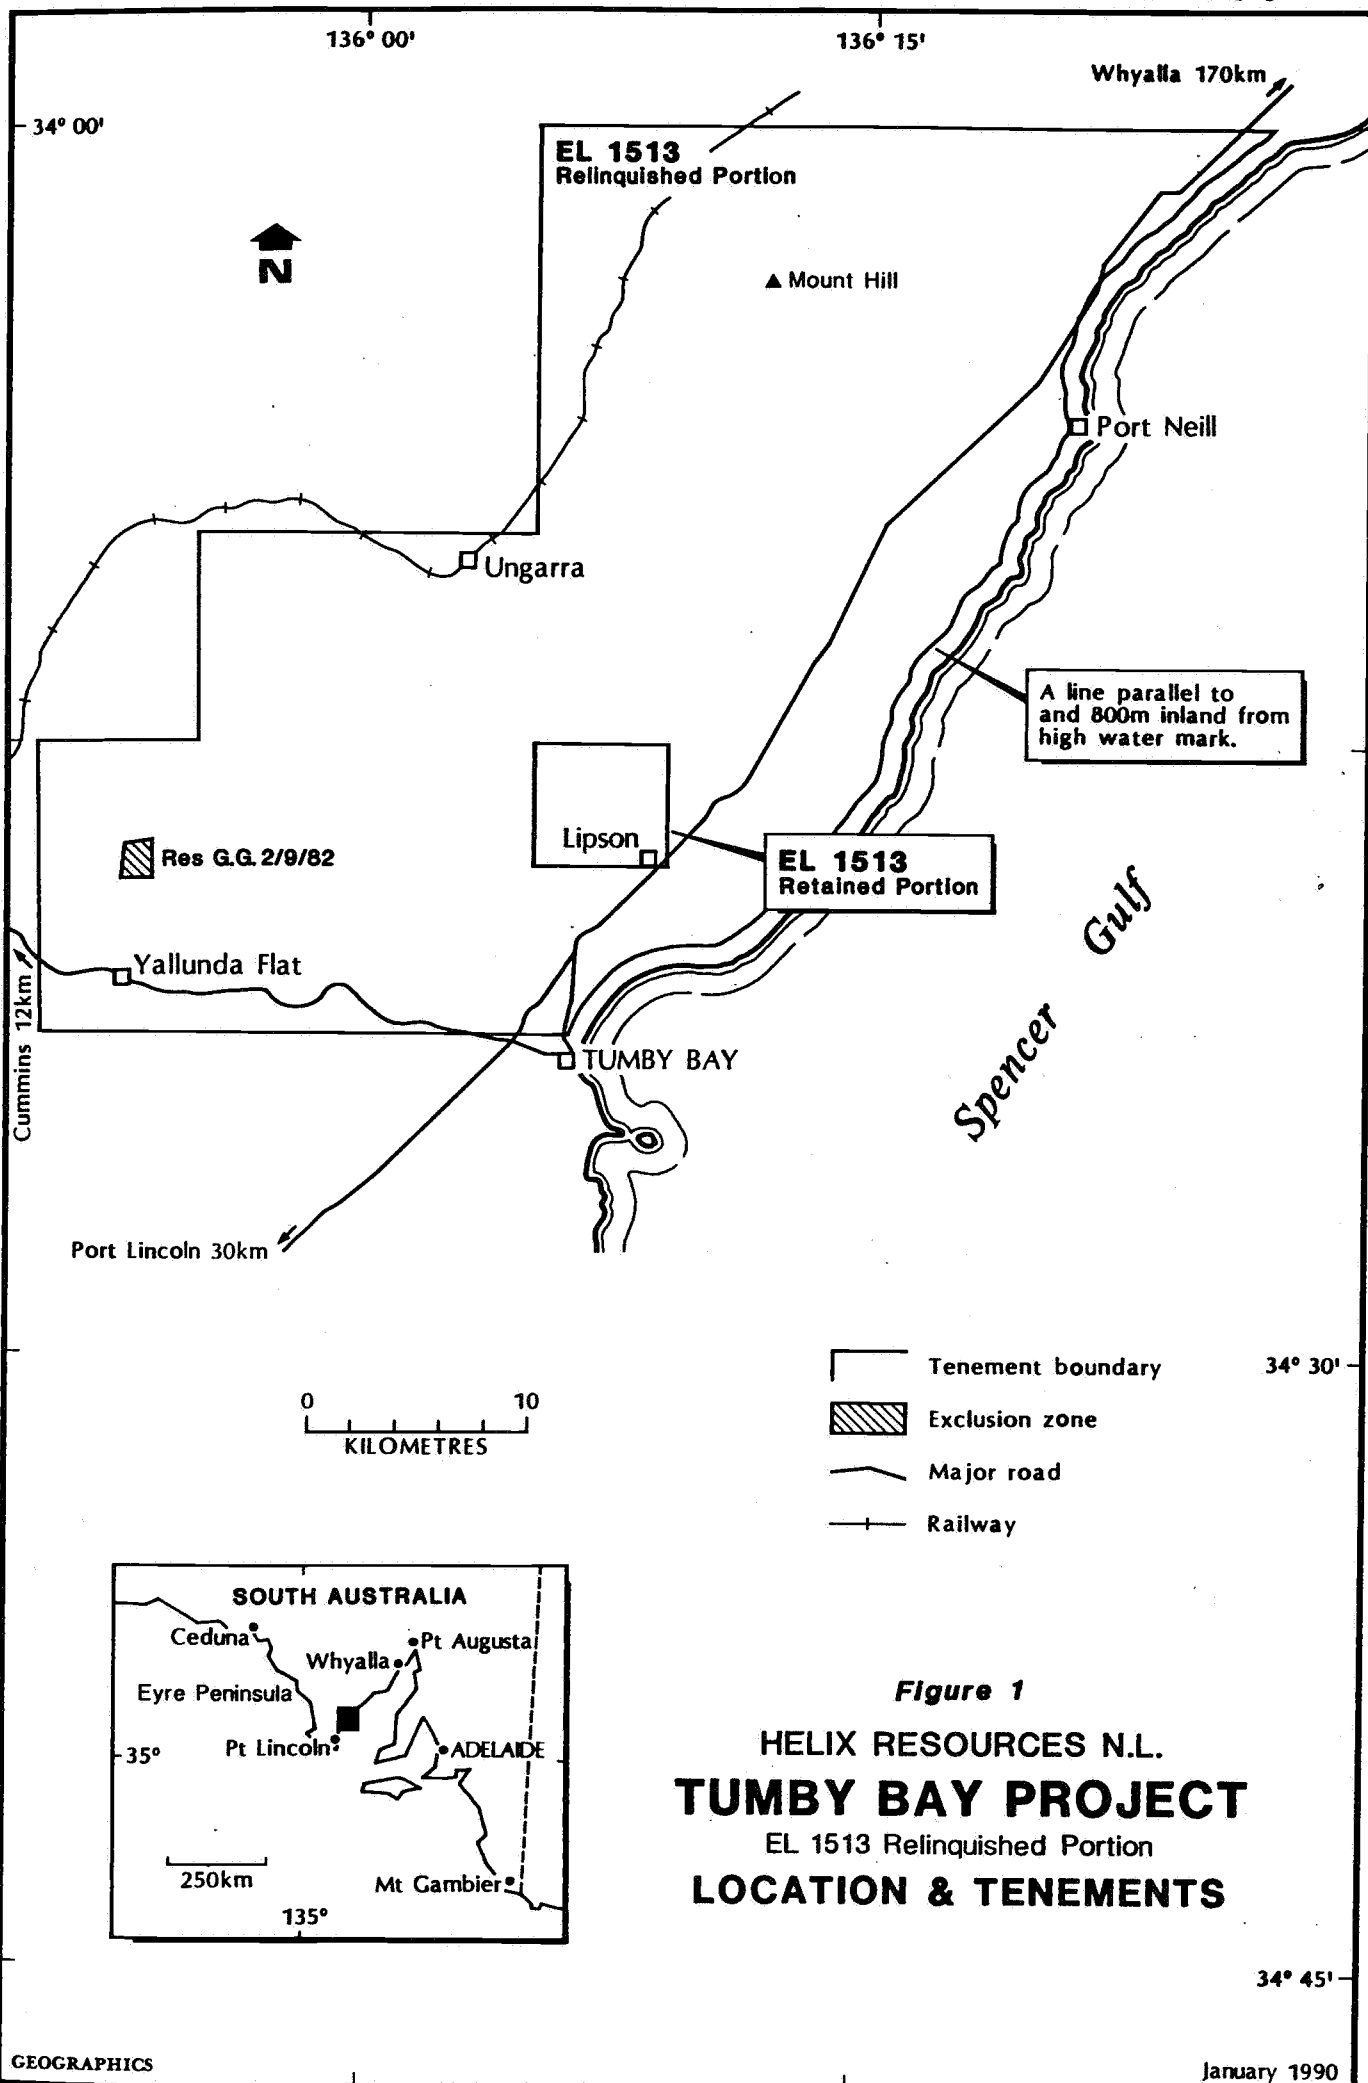 136° 00'
136° 15'
Whyalla 170km
34° 00'
EL 1513
Relinquished Portion
N
Mount Hill
Port Neill
Ungarra
A line parallel to
and 800m inland from
high water mark.
Lipson
EL 1513
Retained Portion
Res G.G. 2/9/82
Spencer Gulf
Yallunda Flat
Cummins 12km
TUMBY BAY
Port Lincoln 30km
34° 30'
Tenement boundary
Exclusion zone
Major road
Railway
0
10
KILOMETRES
SOUTH AUSTRALIA
Ceduna
Pt Augusta
Whyalla
Eyre Peninsula
Pt Lincoln
ADELAIDE
35°
250km
Mt Gambier
135°
Figure 1
HELIX RESOURCES N.L.
TUMBY BAY PROJECT
EL 1513 Relinquished Portion
LOCATION & TENEMENTS
34° 45'
GEOGRAPHICS
January 1990